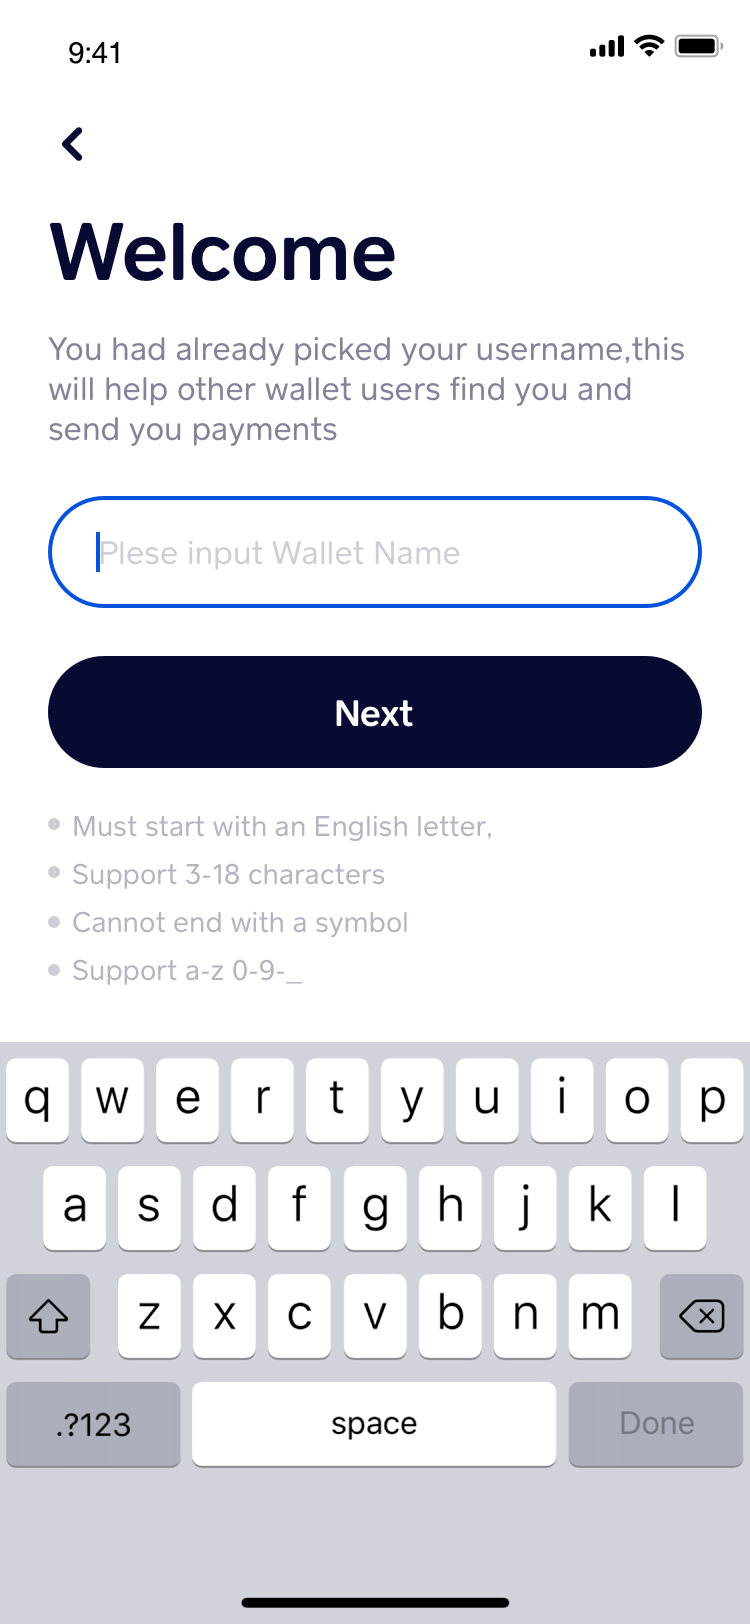 9:41
Welcome
You had already picked your username,this
will help other wallet users find you and
send you payments
Plese input Wallet Name
Next
Must start with an English letter,
Support 3-18 characters
Cannot end with a symbol
Support a-z 0-9-_
q w e r t y u i o p
a s d f g h j k l
z x c v b n m
.?123 space Done